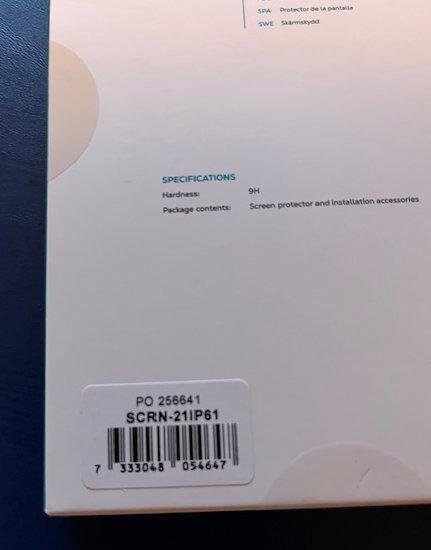 SPA Protector de la pantalla
SWE Skärmskydd
SPECIFICATIONS
Hardness: 9H
Package contents: Screen protector and installation accessories
PO 256641
SCRN-21IP61
7 333048 054647